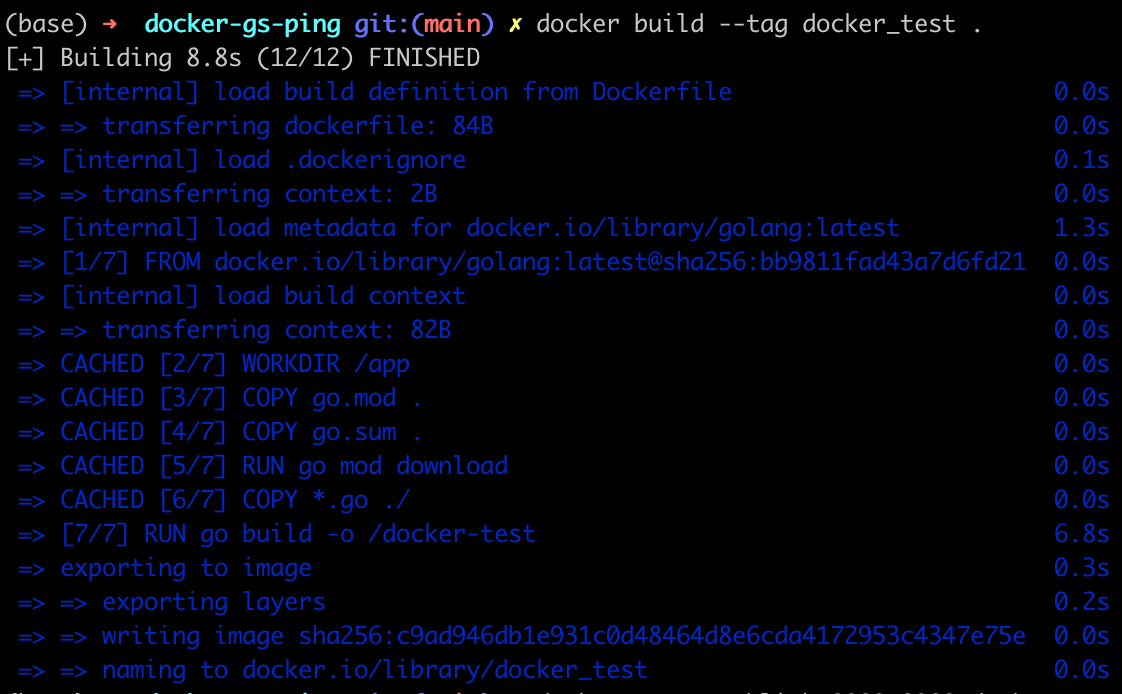 (base) → docker-gs-ping git:(main) ✗ docker build --tag docker_test .
[+] Building 8.8s (12/12) FINISHED
=> [internal] load build definition from Dockerfile 0.0s
=> => transferring dockerfile: 84B 0.0s
=> [internal] load .dockerignore 0.1s
=> => transferring context: 2B 0.0s
=> [internal] load metadata for docker.io/library/golang:latest 1.3s
=> [1/7] FROM docker.io/library/golang:latest@sha256:bb9811fad43a7d6fd21 0.0s
=> [internal] load build context 0.0s
=> => transferring context: 82B 0.0s
=> CACHED [2/7] WORKDIR /app 0.0s
=> CACHED [3/7] COPY go.mod . 0.0s
=> CACHED [4/7] COPY go.sum . 0.0s
=> CACHED [5/7] RUN go mod download 0.0s
=> CACHED [6/7] COPY *.go ./ 0.0s
=> [7/7] RUN go build -o /docker-test 6.8s
=> exporting to image 0.3s
=> => exporting layers 0.2s
=> => writing image sha256:c9ad946db1e931c0d48464d8e6cda4172953c4347e75e 0.0s
=> => naming to docker.io/library/docker_test 0.0s